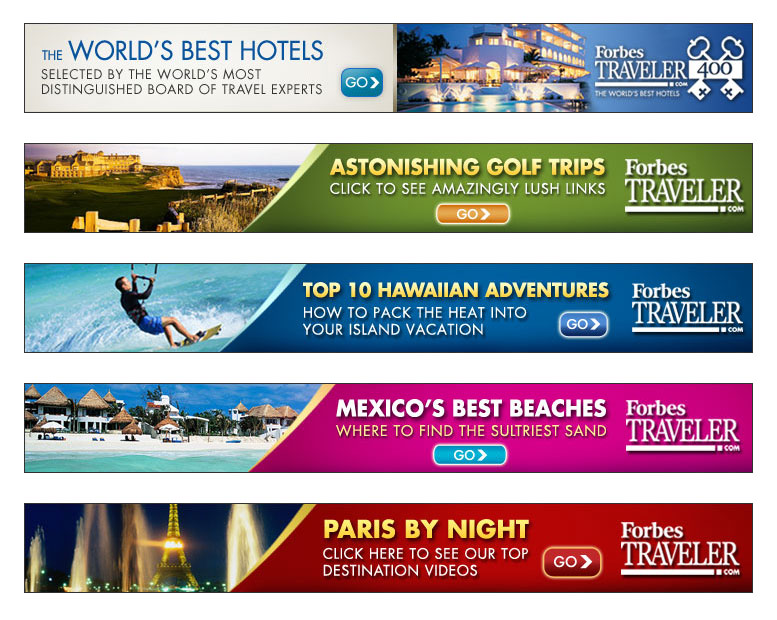 THE WORLD'S BEST HOTELS
SELECTED BY THE WORLD'S MOST
DISTINGUISHED BOARD OF TRAVEL EXPERTS
GO
Forbes
TRAVELER
.COM
400
THE WORLD'S BEST HOTELS
ASTONISHING GOLF TRIPS
CLICK TO SEE AMAZINGLY LUSH LINKS
GO
Forbes
TRAVELER
.COM
TOP 10 HAWAIIAN ADVENTURES
HOW TO PACK THE HEAT INTO
YOUR ISLAND VACATION
GO
Forbes
TRAVELER
.COM
MEXICO'S BEST BEACHES
WHERE TO FIND THE SULTRIEST SAND
GO
Forbes
TRAVELER
.COM
PARIS BY NIGHT
CLICK HERE TO SEE OUR TOP
DESTINATION VIDEOS
GO
Forbes
TRAVELER
.COM